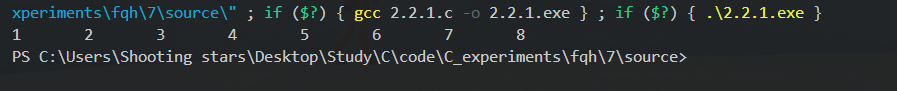 xperiments\fqh\7\source\" ; if ($?) { gcc 2.2.1.c -o 2.2.1.exe } ; if ($?) { .\2.2.1.exe }
1 2 3 4 5 6 7 8
PS C:\Users\Shooting stars\Desktop\Study\C\code\C_experiments\fqh\7\source>